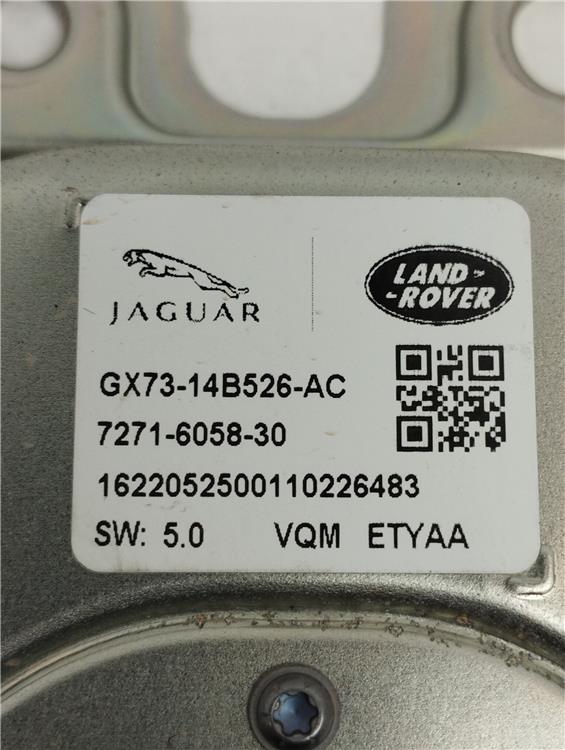 JAGUAR
LAND-
-ROVER
GX73-14B526-AC
7271-6058-30
1622052500110226483
SW: 5.0 VQM ETYAA